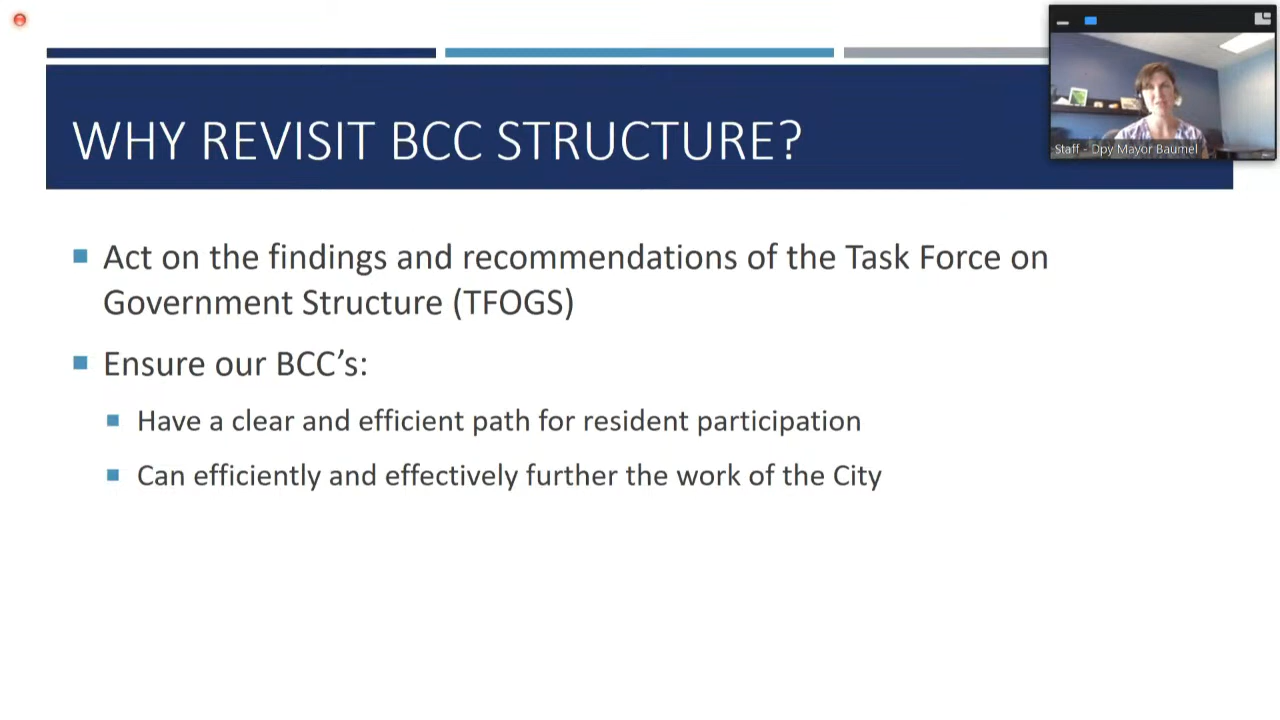 WHY REVISIT BCC STRUCTURE?
Staff - Dpy Mayor Baumel
Act on the findings and recommendations of the Task Force on
Government Structure (TFOGS)
Ensure our BCC's:
Have a clear and efficient path for resident participation
Can efficiently and effectively further the work of the City